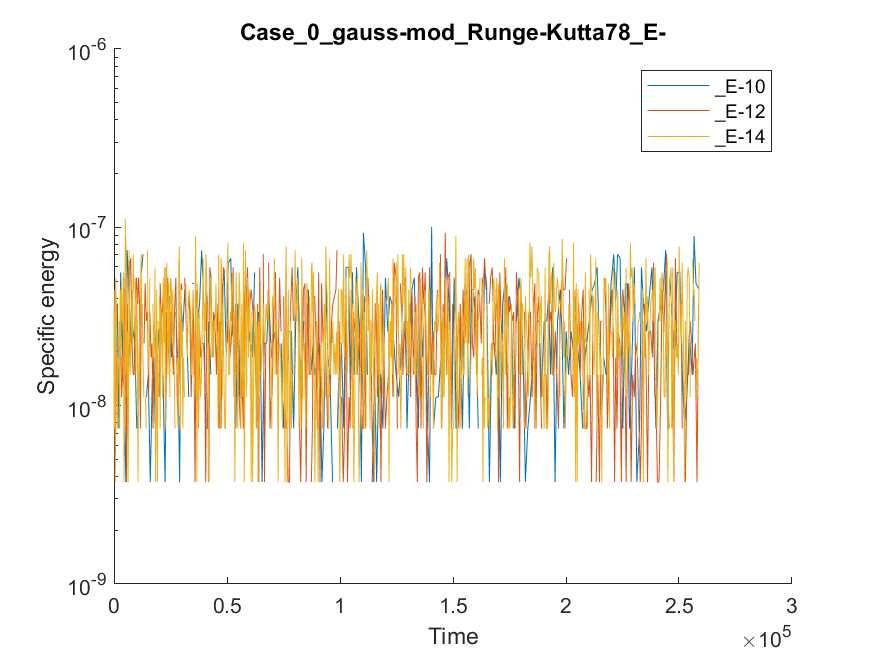 Case_0_gauss-mod_Runge-Kutta78_E-
10^-6
10^-7
10^-8
10^-9
Specific energy
_E-10
_E-12
_E-14
0 0.5 1 1.5 2 2.5 3
Time
×10^5